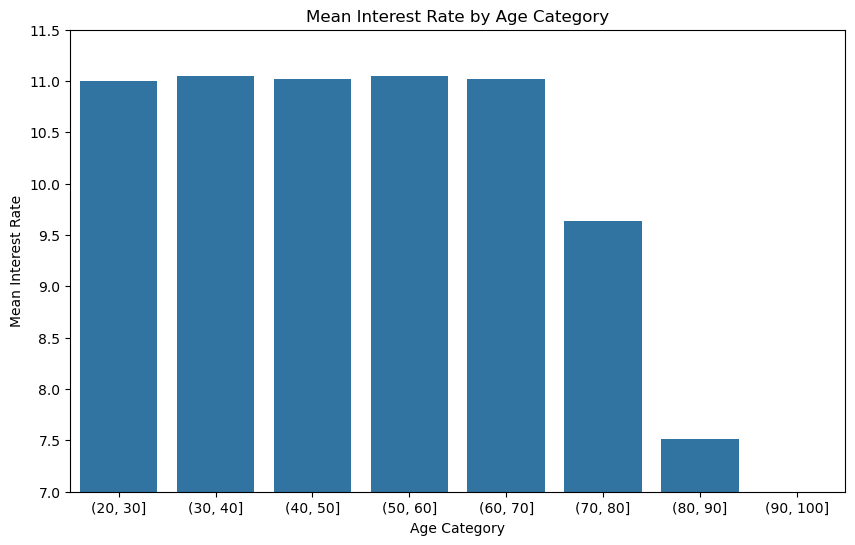 Mean Interest Rate by Age Category
Mean Interest Rate
11.5
11.0
10.5
10.0
9.5
9.0
8.5
8.0
7.5
7.0
(20, 30] (30, 40] (40, 50] (50, 60] (60, 70] (70, 80] (80, 90] (90, 100]
Age Category